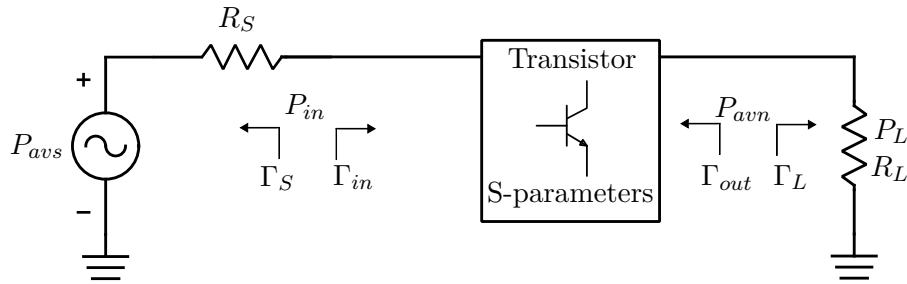 R_S
Transistor
+
P_in
P_avn
P_avs
P_L
Γ_S
Γ_in
Γ_out
Γ_L
R_L
S-parameters
−